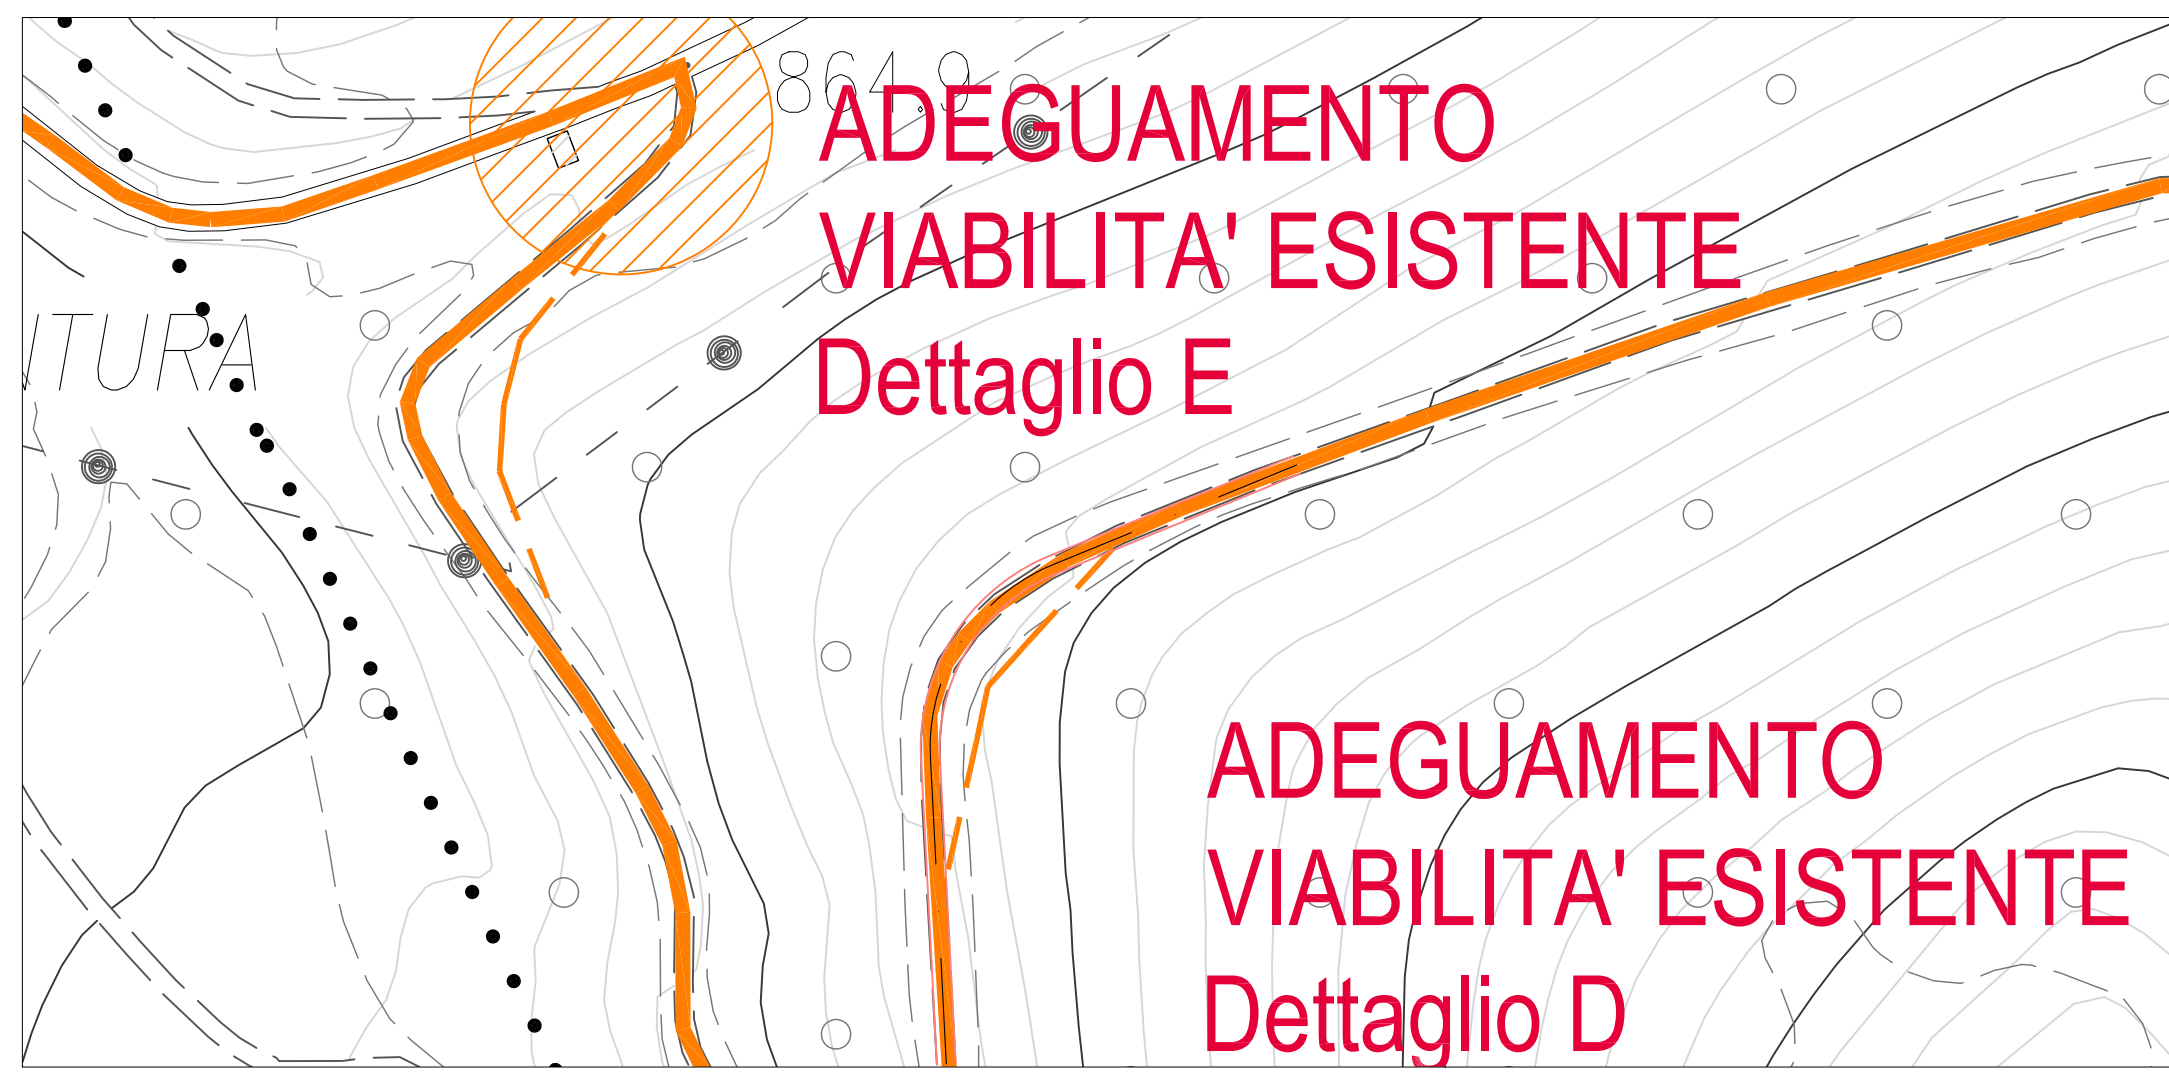 864.9
ADEGUAMENTO
VIABILITA' ESISTENTE
Dettaglio E
ITURA
ADEGUAMENTO
VIABILITA' ESISTENTE
Dettaglio D